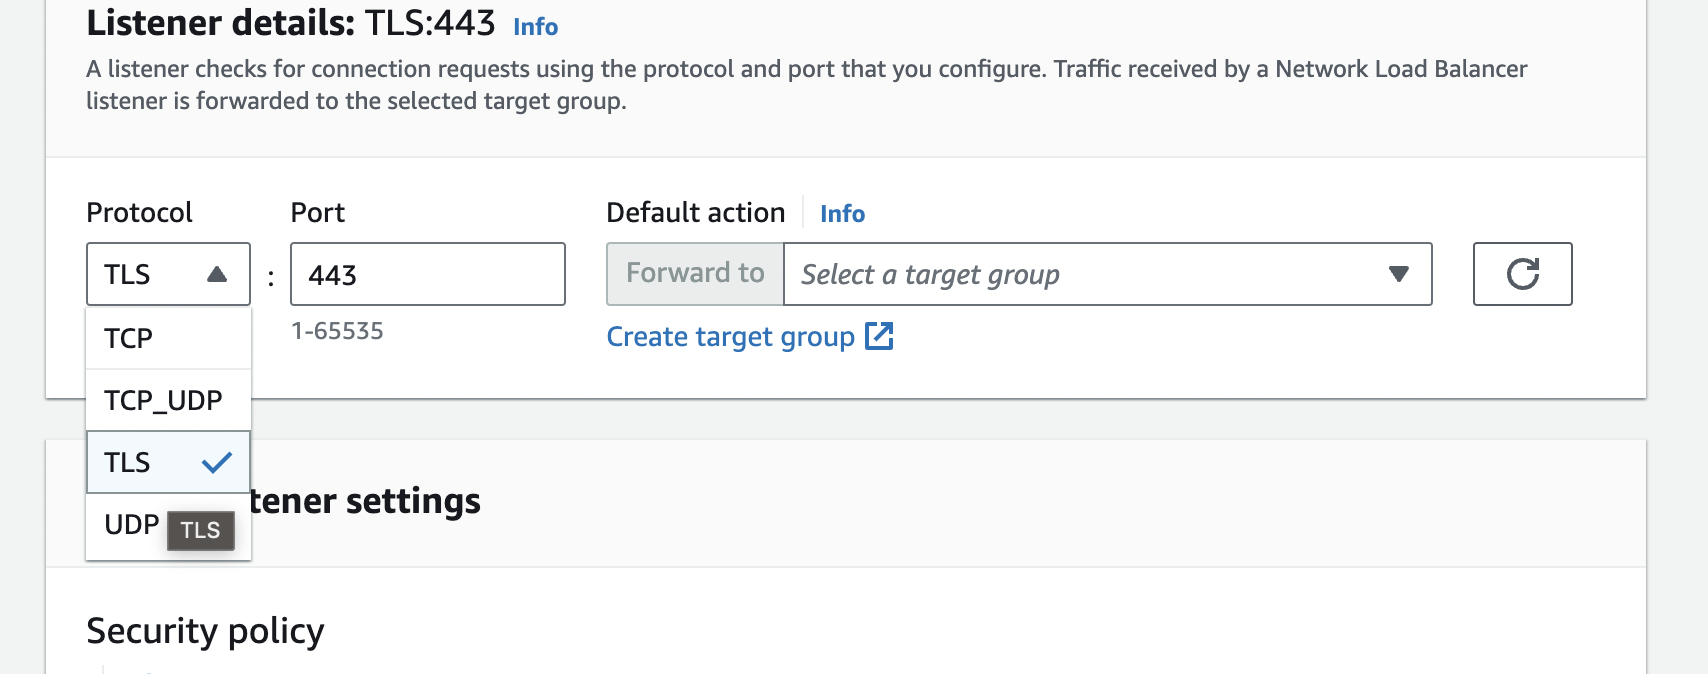 Listener details: TLS:443 Info
A listener checks for connection requests using the protocol and port that you configure. Traffic received by a Network Load Balancer
listener is forwarded to the selected target group.
Protocol Port Default action Info
TLS : 443 Forward to Select a target group
1-65535 Create target group
TCP
TCP_UDP
TLS
UDP TLS
tener settings
Security policy